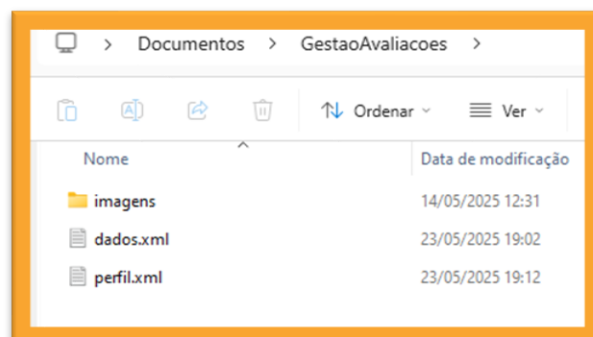 > Documentos > GestaoAvaliacoes >
Ordenar Ver
Nome Data de modificação
imagens 14/05/2025 12:31
dados.xml 23/05/2025 19:02
perfil.xml 23/05/2025 19:12